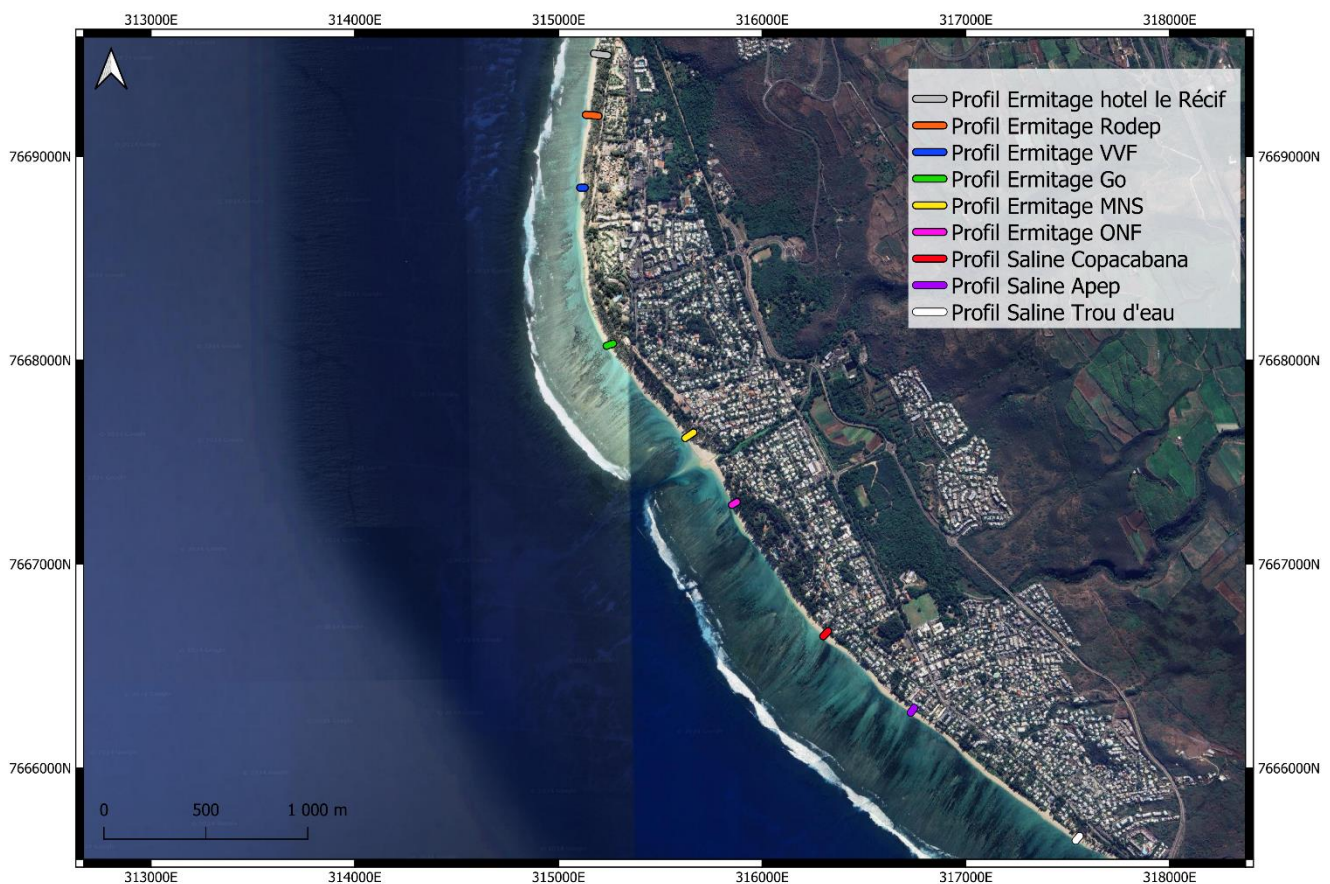 313000E 314000E 315000E 316000E 317000E 318000E
Profil Ermitage hotel le Récif
Profil Ermitage Rodep
7669000N 7669000N
Profil Ermitage VVF
Profil Ermitage Go
Profil Ermitage MNS
Profil Ermitage ONF
Profil Saline Copacabana
Profil Saline Apep
Profil Saline Trou d'eau
7668000N 7668000N
7667000N 7667000N
7666000N 7666000N
0 500 1 000 m
313000E 314000E 315000E 316000E 317000E 318000E